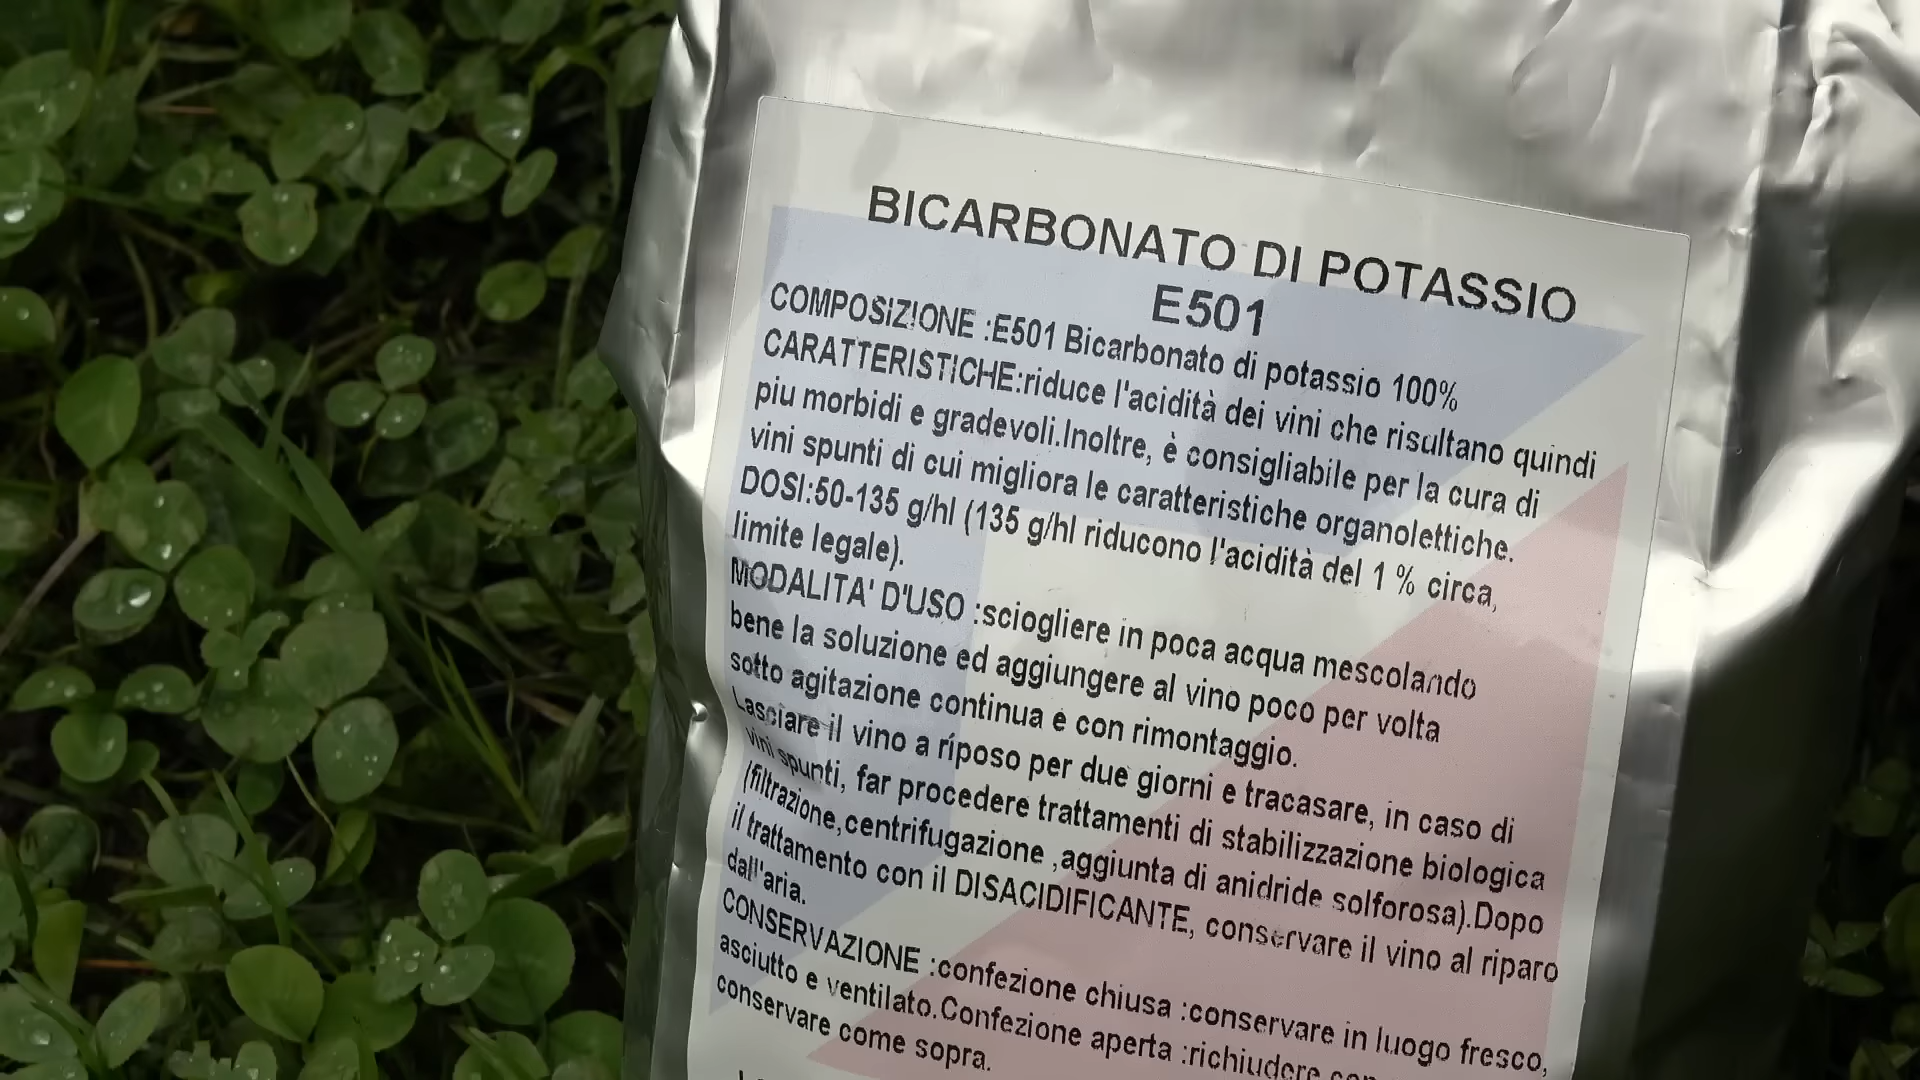 BICARBONATO DI POTASSIO
E501
COMPOSIZIONE :E501 Bicarbonato di potassio 100%
CARATTERISTICHE:riduce l'acidità dei vini che risultano quindi
piu morbidi e gradevoli.Inoltre, è consigliabile per la cura di
vini spunti di cui migliora le caratteristiche organolettiche.
DOSI:50-135 g/hl (135 g/hl riducono l'acidità del 1 % circa,
limite legale).
MODALITA' D'USO :sciogliere in poca acqua mescolando
bene la soluzione ed aggiungere al vino poco per volta
sotto agitazione continua e con rimontaggio.
Lasciare il vino a riposo per due giorni e tracasare, in caso di
vini spunti, far procedere trattamenti di stabilizzazione biologica
(filtrazione,centrifugazione ,aggiunta di anidride solforosa).Dopo
il trattamento con il DISACIDIFICANTE, conservare il vino al riparo
dall'aria.
CONSERVAZIONE :confezione chiusa :conservare in luogo fresco,
asciutto e ventilato.Confezione aperta :richiudere
conservare come sopra.